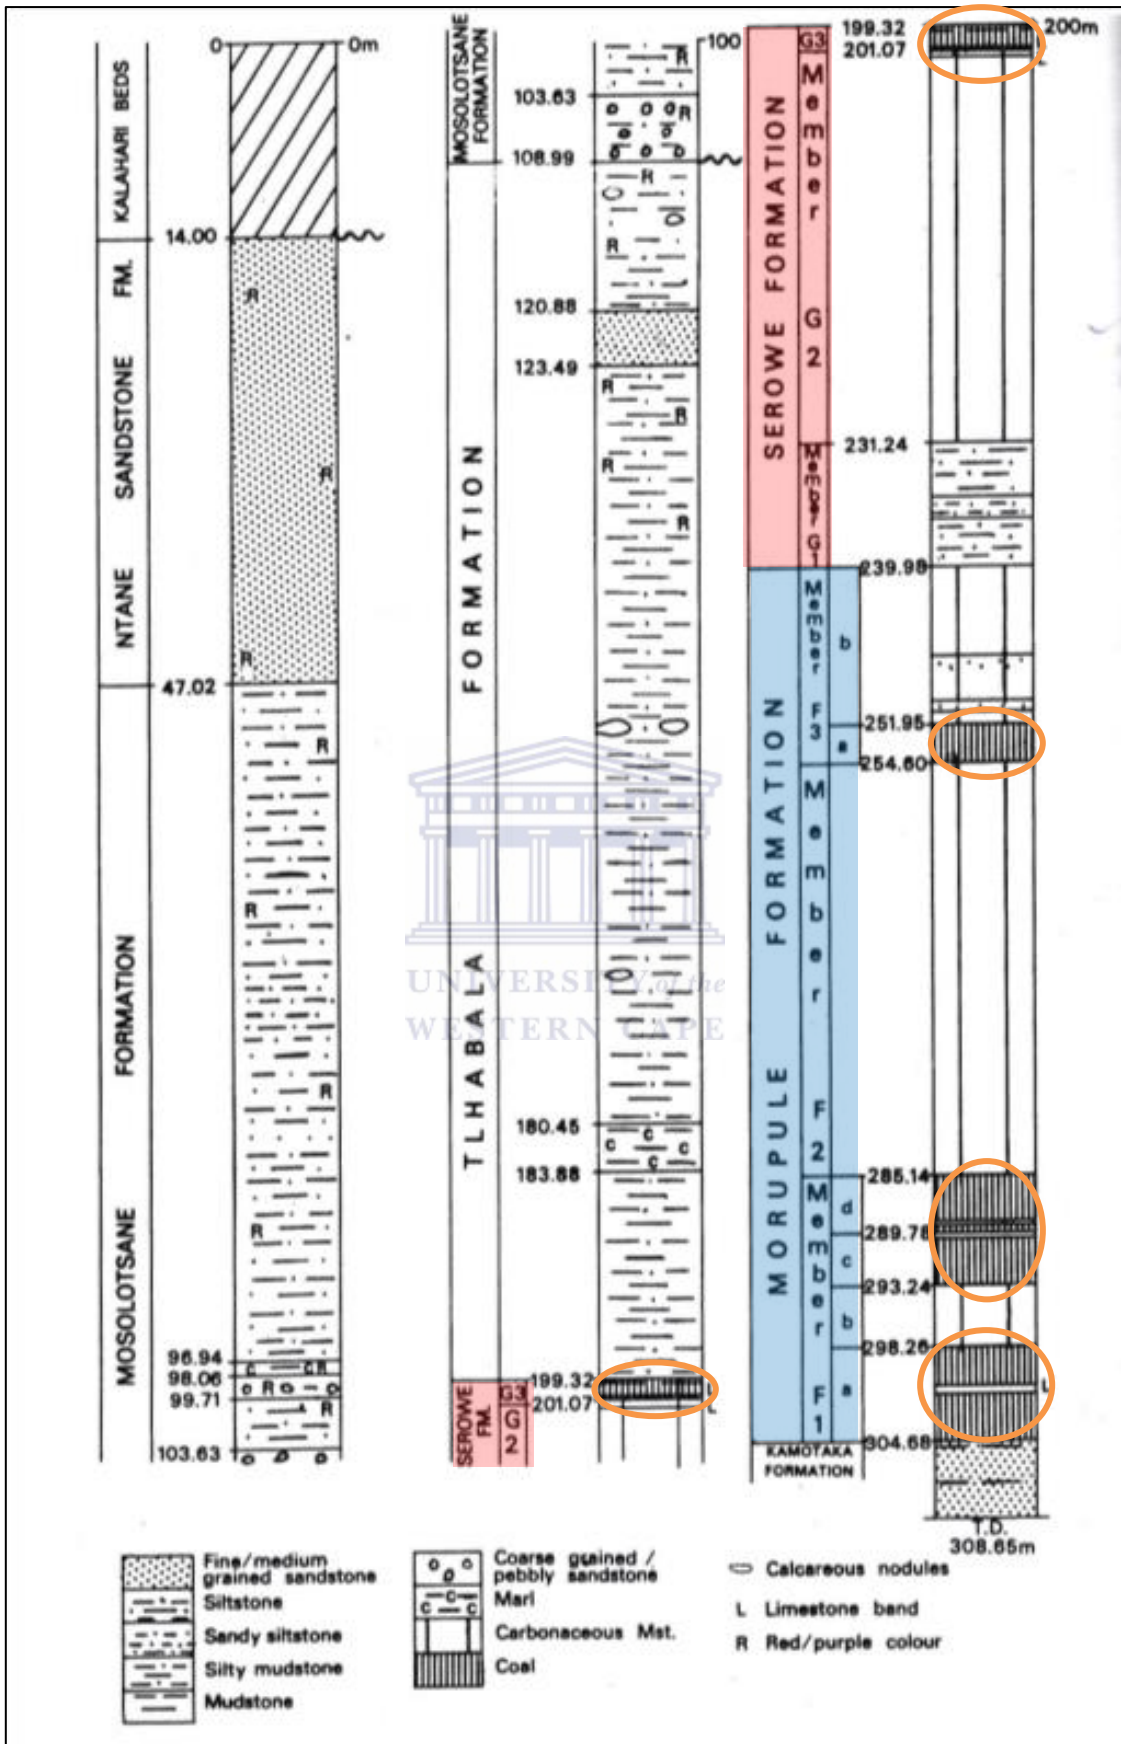 0
0m
KALAHARI BEDS
14.00
R
NTANE SANDSTONE FM.
R
R
47.02
R
R
R
R
MOSOLOTSANE FORMATION
96.94
C C R
98.06
R
99.71
R
103.63
MOSOLOTSANE
FORMATION
100
R
103.63
R
108.99
R
R
120.88
123.49
R
R
R
R
TLHABALA FORMATION
180.45
C
C C
C
183.88
199.32
201.07
L
L
SEROWE
FM.
G3
G
2
UNIVERSITY of the
WESTERN CAPE
199.32
200m
201.07
L
SEROWE FORMATION
G3
Member G2
231.24
Member G1
239.98
MORUPULE FORMATION
Member F3
b
251.95
a
254.60
Member F2
285.14
Member F1
d
289.78
c
293.24
b
298.26
a
L
304.68
KAMOTAKA
FORMATION
T.D.
308.65m
Fine/medium
grained sandstone
Siltstone
Sandy siltstone
Silty mudstone
Mudstone
Coarse grained /
pebbly sandstone
C
C C
Marl
Carbonaceous Mst.
Coal
Calcareous nodules
L Limestone band
R Red/purple colour